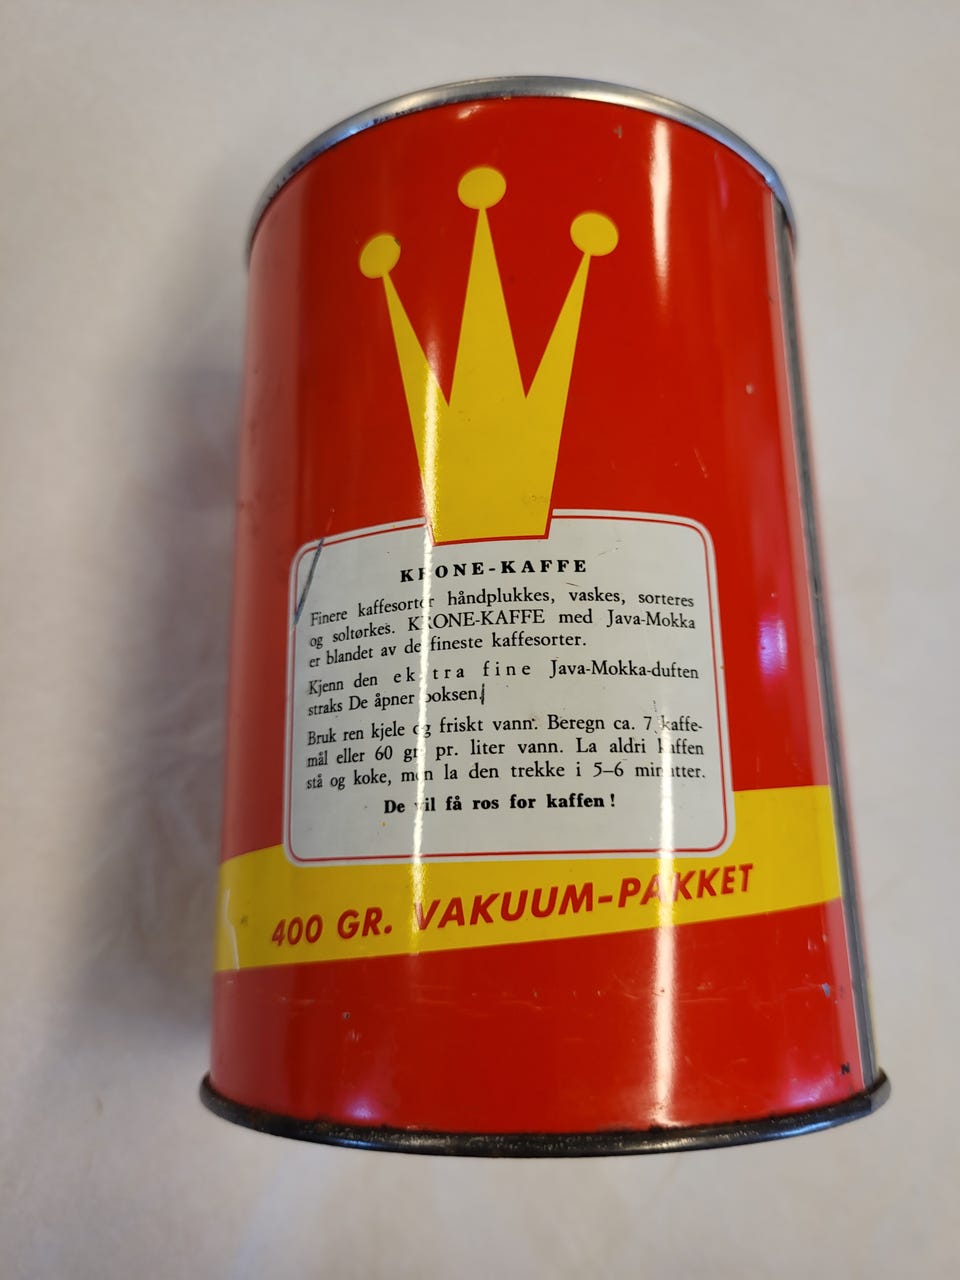 KRONE-KAFFE
Finere kaffesorter håndplukkes, vaskes, sorteres
og soltørkes. KRONE-KAFFE med Java-Mokka
er blandet av de fineste kaffesorter.
Kjenn den ekstra fine Java-Mokka-duften
straks De åpner boksen.
Bruk ren kjele og friskt vann. Beregn ca. 7 kaffe-
mål eller 60 gr. pr. liter vann. La aldri kaffen
stå og koke, men la den trekke i 5–6 minutter.
De vil få ros for kaffen!
400 GR. VAKUUM-PAKKET
N